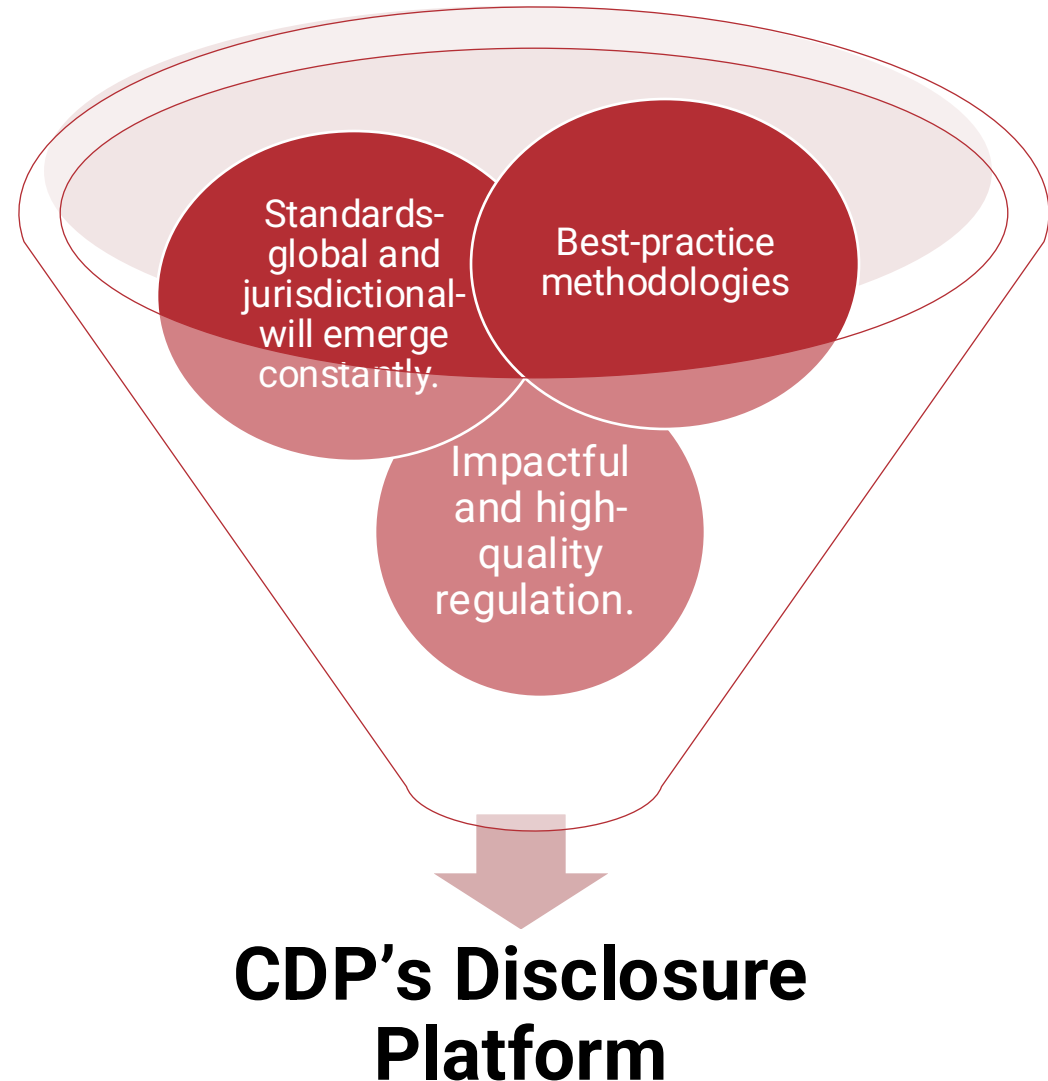 Standards-
global and
jurisdictional-
will emerge
constantly.
Best-practice
methodologies
Impactful
and high-
quality
regulation.
CDP’s Disclosure
Platform